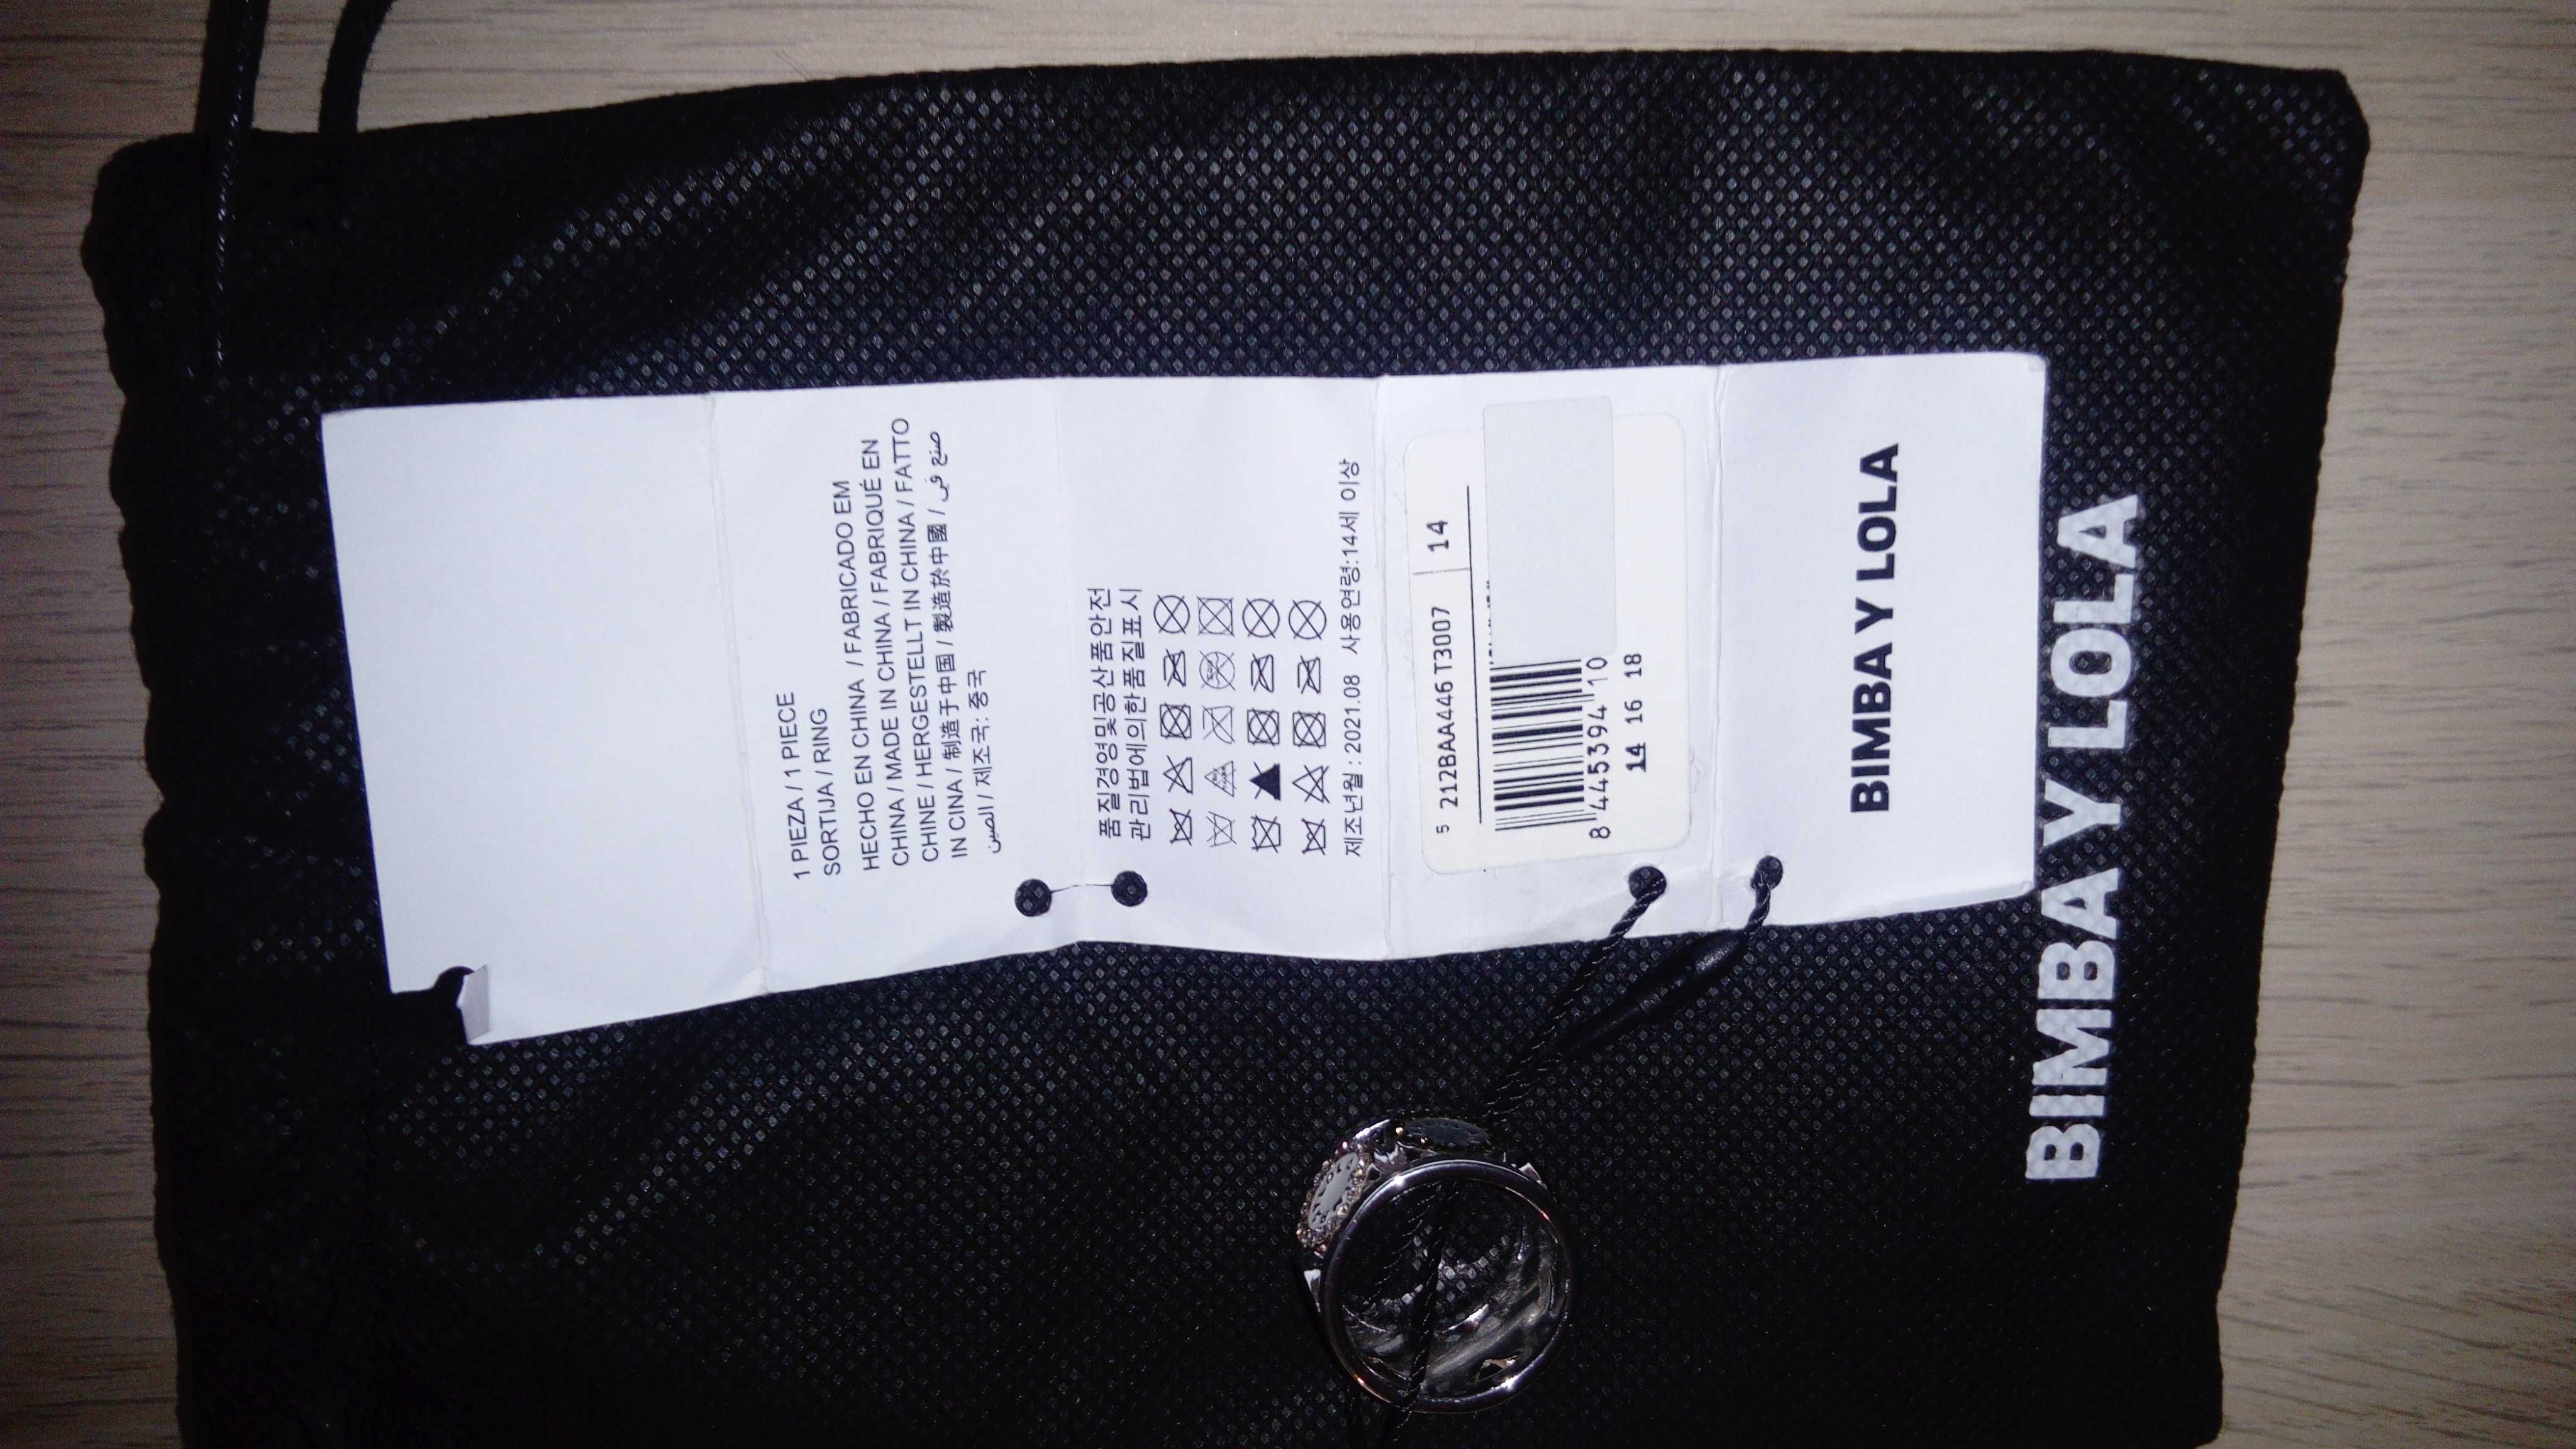 1 PIEZA / 1 PIECE
SORTIJA / RING
HECHO EN CHINA / FABRICADO EM
CHINA / MADE IN CHINA / FABRIQUÉ EN
CHINE / HERGESTELLT IN CHINA / FATTO
IN CINA / 制造于中国 / 製造於中國 / صنع في
الصين / 제조국: 중국
품질경영및공산품안전
관리법에의한품질표시
제조년월 : 2021.08 사용연령:14세 이상
5 212BAA446 T3007 14
8 445394 10
14 16 18
BIMBA Y LOLA
BIMBA Y LOLA